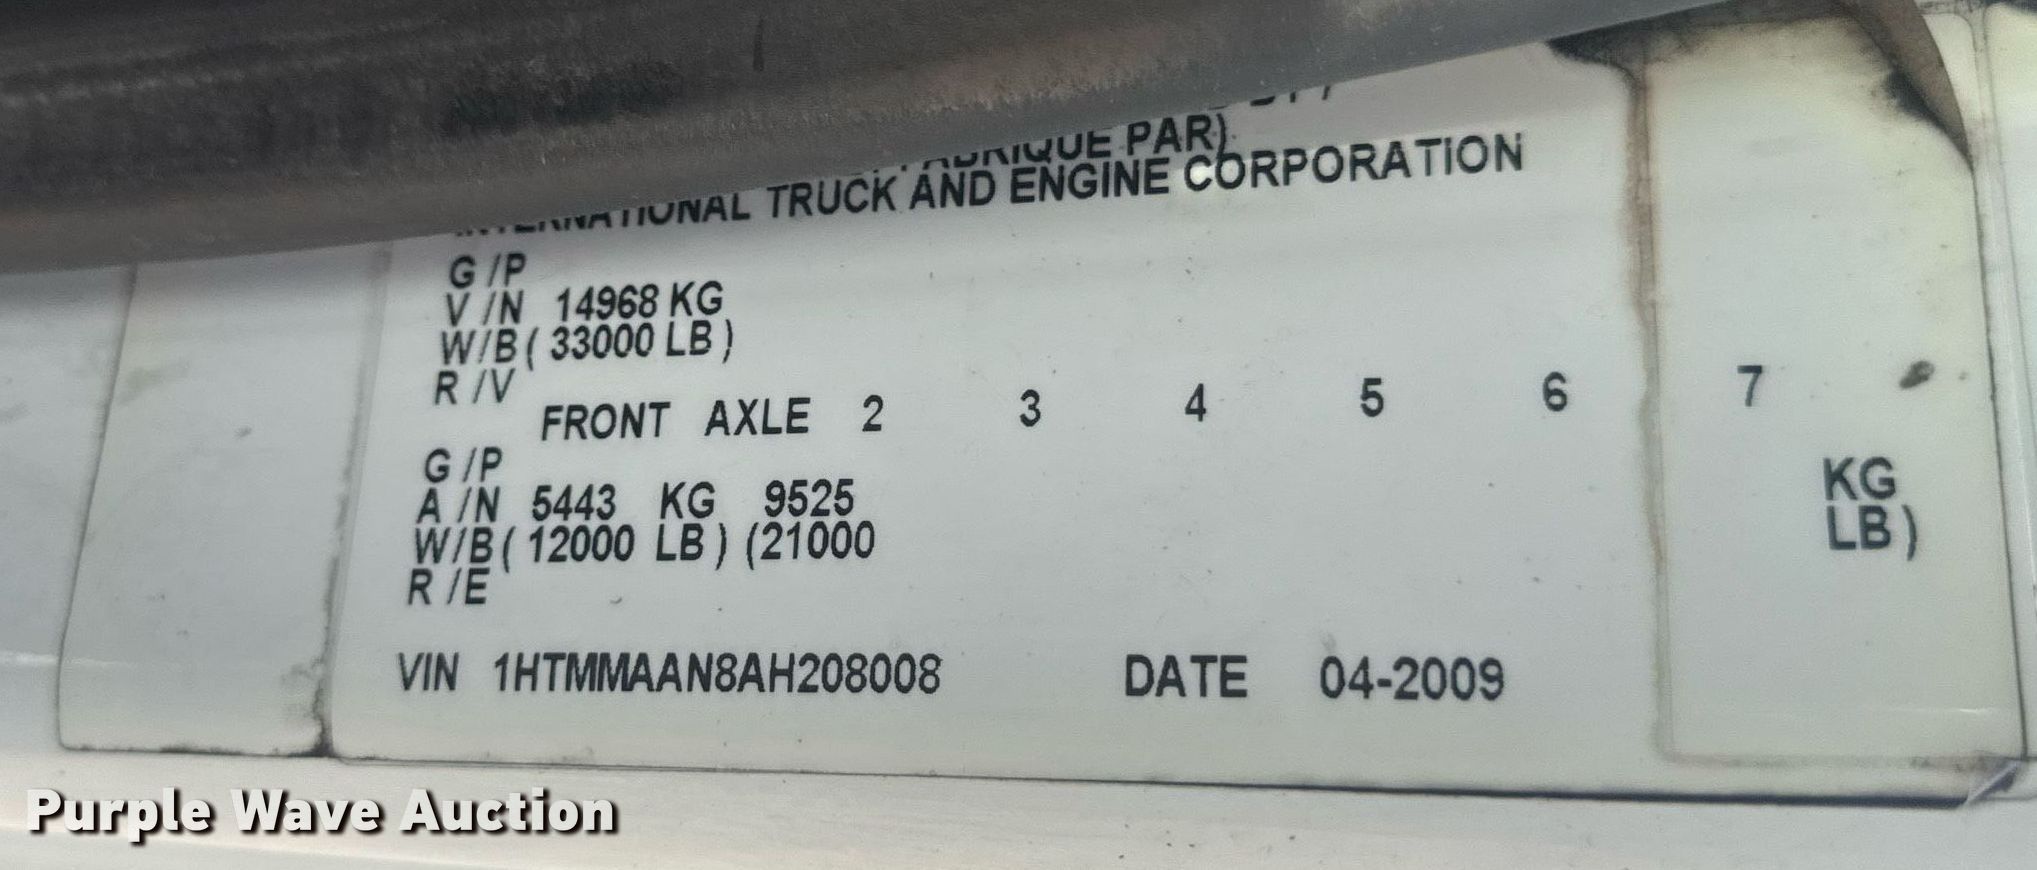 FABRIQUE PAR)
INTERNATIONAL TRUCK AND ENGINE CORPORATION
G /P
V /N 14968 KG
W/B ( 33000 LB )
R /V
FRONT AXLE 2 3 4 5 6 7
G /P
A /N 5443 KG 9525 KG
W/B ( 12000 LB ) (21000 LB )
R /E
VIN 1HTMMAAN8AH208008 DATE 04-2009
Purple Wave Auction